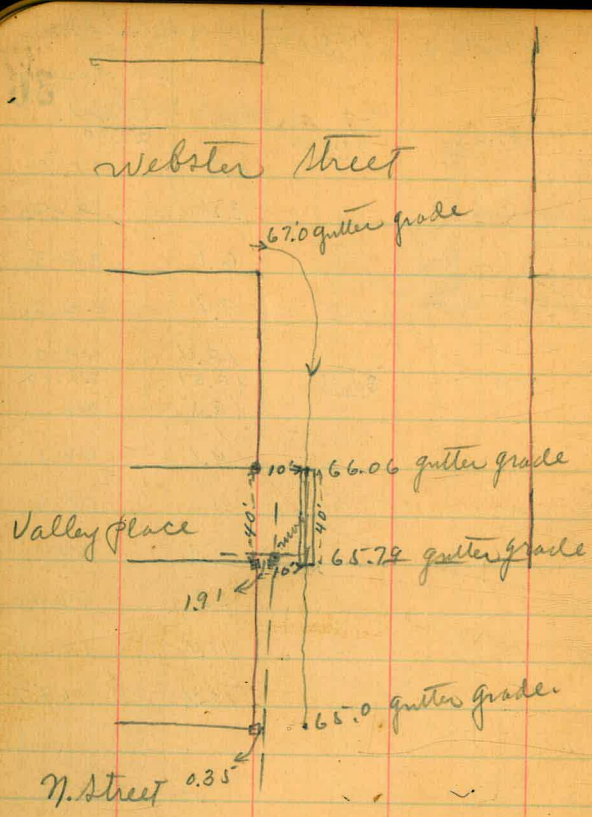 Webster Street
67.0 gutter grade
10' 66.06 gutter grade
Valley place
40'
40'
10' 65.79 gutter grade
1.91
65.0 gutter grade.
N. Street 0.35